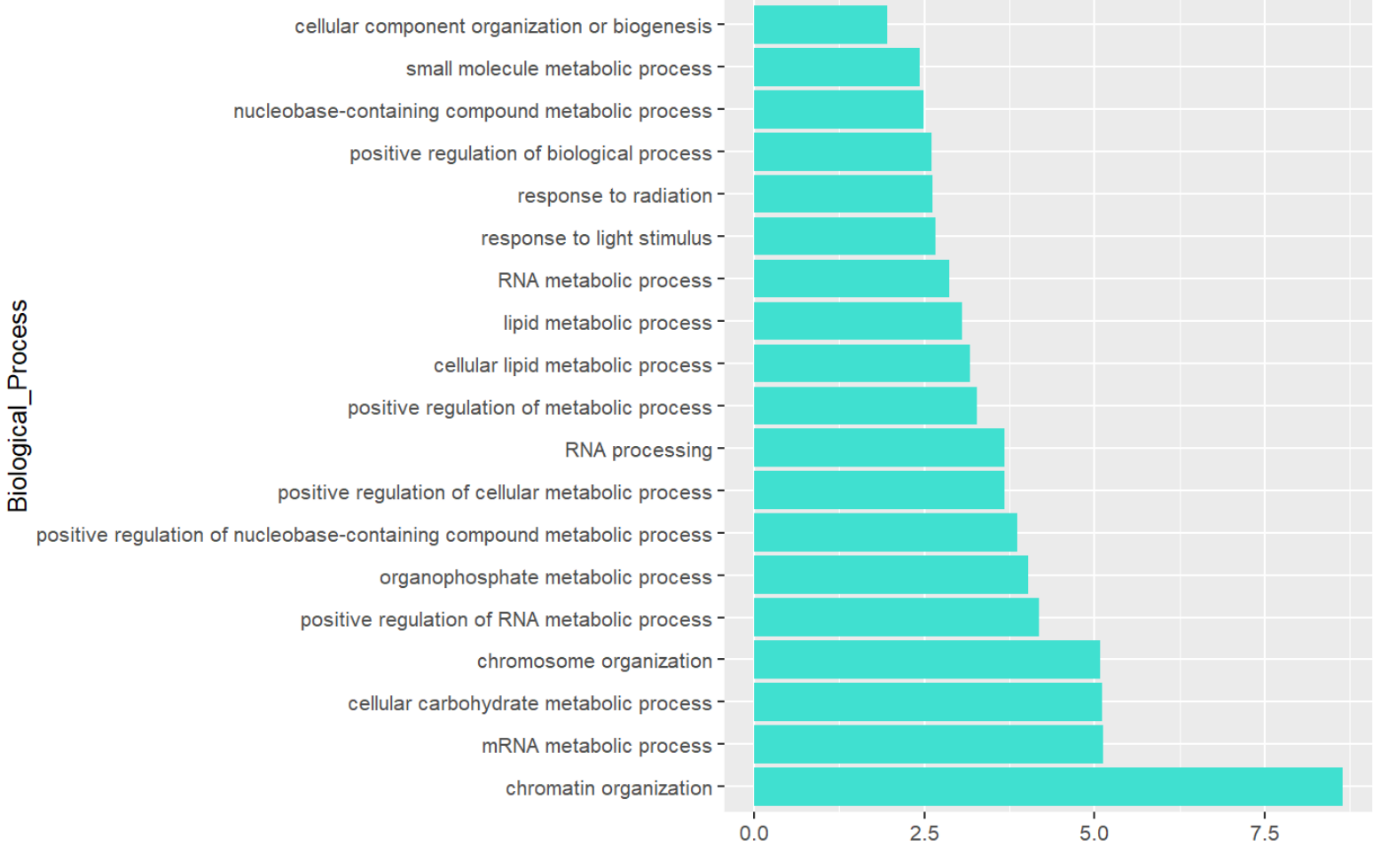 cellular component organization or biogenesis
small molecule metabolic process
nucleobase-containing compound metabolic process
positive regulation of biological process
response to radiation
response to light stimulus
RNA metabolic process
lipid metabolic process
cellular lipid metabolic process
positive regulation of metabolic process
RNA processing
positive regulation of cellular metabolic process
positive regulation of nucleobase-containing compound metabolic process
organophosphate metabolic process
positive regulation of RNA metabolic process
chromosome organization
cellular carbohydrate metabolic process
mRNA metabolic process
chromatin organization
Biological_Process
0.0 2.5 5.0 7.5